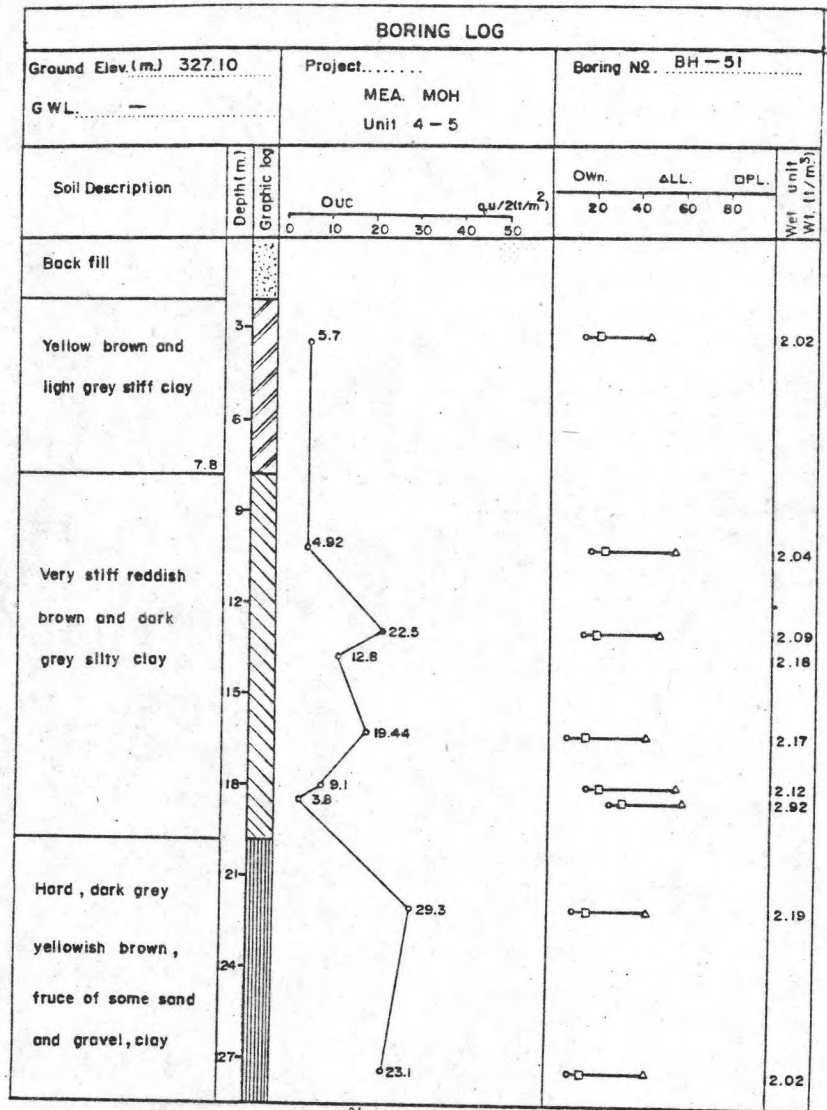 BORING LOG
Ground Elev. (m.) 327.10
Project.......
Boring Nº. BH-51
GWL. -
MEA. MOH
Unit 4-5
Soil Description
Depth (m.)
Graphic log
OUC
qu/2(t/m²)
0 10 20 30 40 50
OWn. ΔLL. □PL.
20 40 60 80
Wet unit
Wt. (t/m³)
Back fill
3
5.7
2.02
Yellow brown and
light grey stiff clay
6
7.8
9
4.92
2.04
Very stiff reddish
brown and dark
grey silty clay
12
22.5
2.09
12.8
2.18
15
19.44
2.17
18
9.1
2.12
3.8
2.92
21
Hard, dark grey
29.3
2.19
yellowish brown,
24
fruce of some sand
and gravel, clay
27
23.1
2.02